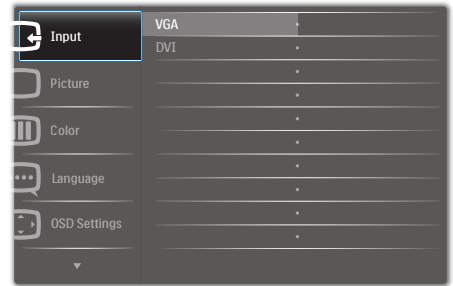 Input
VGA
DVI
Picture
Color
Language
OSD Settings